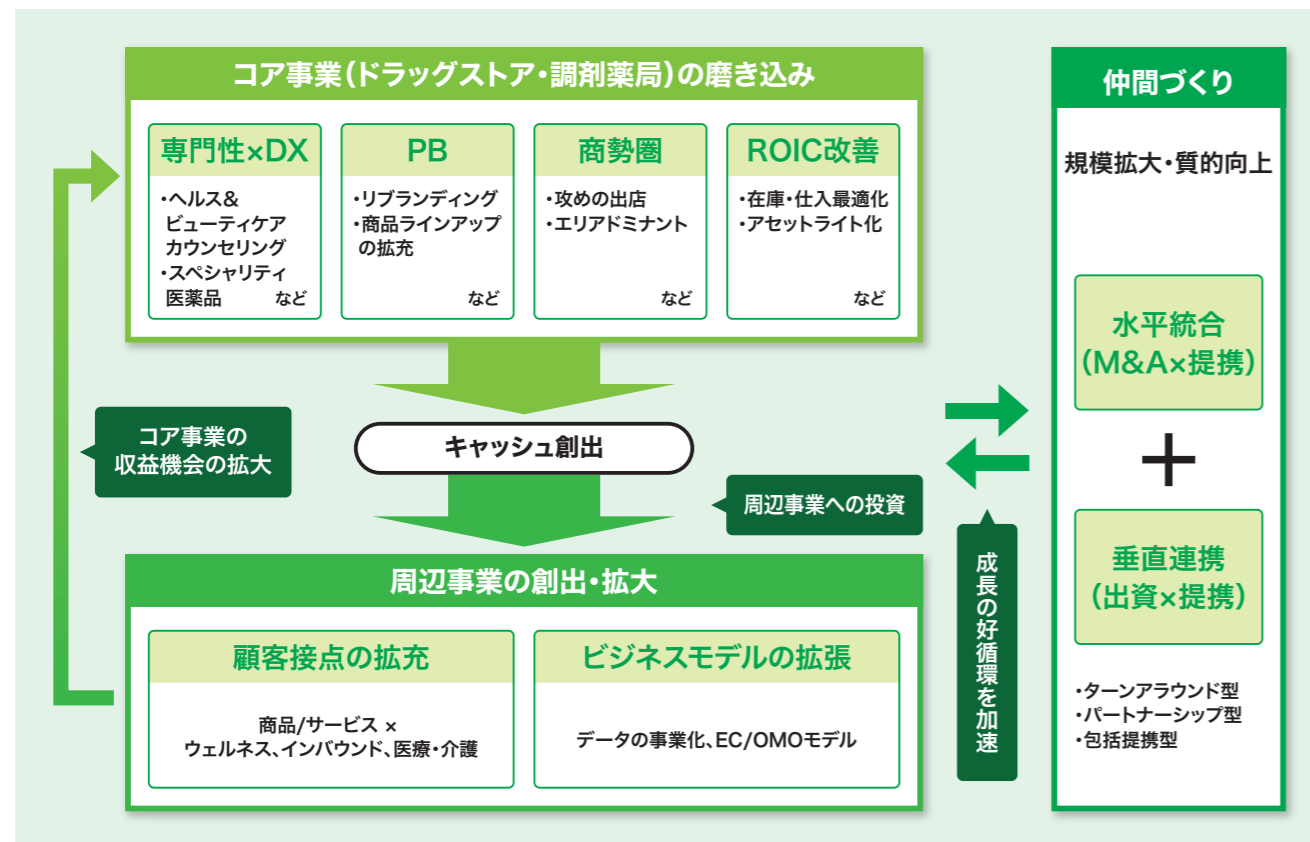 コア事業（ドラッグストア・調剤薬局）の磨き込み
専門性×DX
・ヘルス&
ビューティケア
カウンセリング
・スペシャリティ
医薬品 など
PB
・リブランディング
・商品ラインアップ
の拡充
など
商勢圏
・攻めの出店
・エリアドミナント
など
ROIC改善
・在庫・仕入最適化
・アセットライト化
など
コア事業の
収益機会の拡大
キャッシュ創出
周辺事業への投資
周辺事業の創出・拡大
顧客接点の拡充
商品/サービス ×
ウェルネス、インバウンド、医療・介護
ビジネスモデルの拡張
データの事業化、EC/OMOモデル
成長の好循環を加速
仲間づくり
規模拡大・質的向上
水平統合
（M&A×提携）
＋
垂直連携
（出資×提携）
・ターンアラウンド型
・パートナーシップ型
・包括提携型